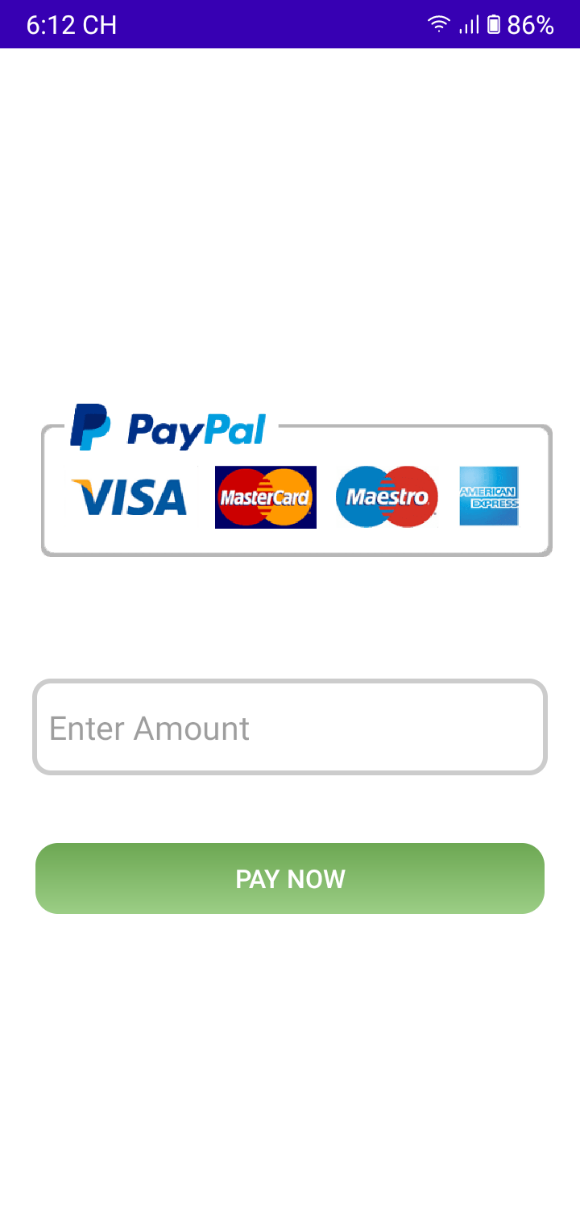 6:12 CH 86%
PayPal
VISA MasterCard Maestro AMERICAN EXPRESS
Enter Amount
PAY NOW